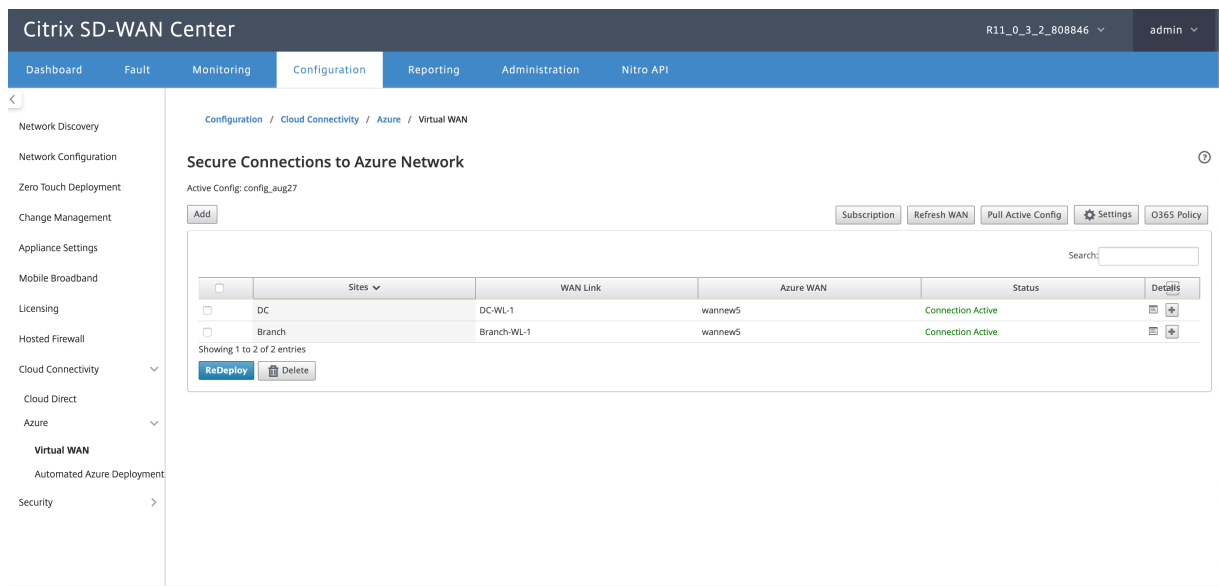 Citrix SD-WAN Center
R11_0_3_2_808846 admin
Dashboard Fault Monitoring Configuration Reporting Administration Nitro API
Network Discovery
Network Configuration
Zero Touch Deployment
Change Management
Appliance Settings
Mobile Broadband
Licensing
Hosted Firewall
Cloud Connectivity
Cloud Direct
Azure
Virtual WAN
Automated Azure Deployment
Security
Configuration / Cloud Connectivity / Azure / Virtual WAN
Secure Connections to Azure Network
Active Config: config_aug27
Add Subscription Refresh WAN Pull Active Config Settings O365 Policy
Search:
Sites WAN Link Azure WAN Status Details
DC DC-WL-1 wannew5 Connection Active
Branch Branch-WL-1 wannew5 Connection Active
Showing 1 to 2 of 2 entries
ReDeploy Delete